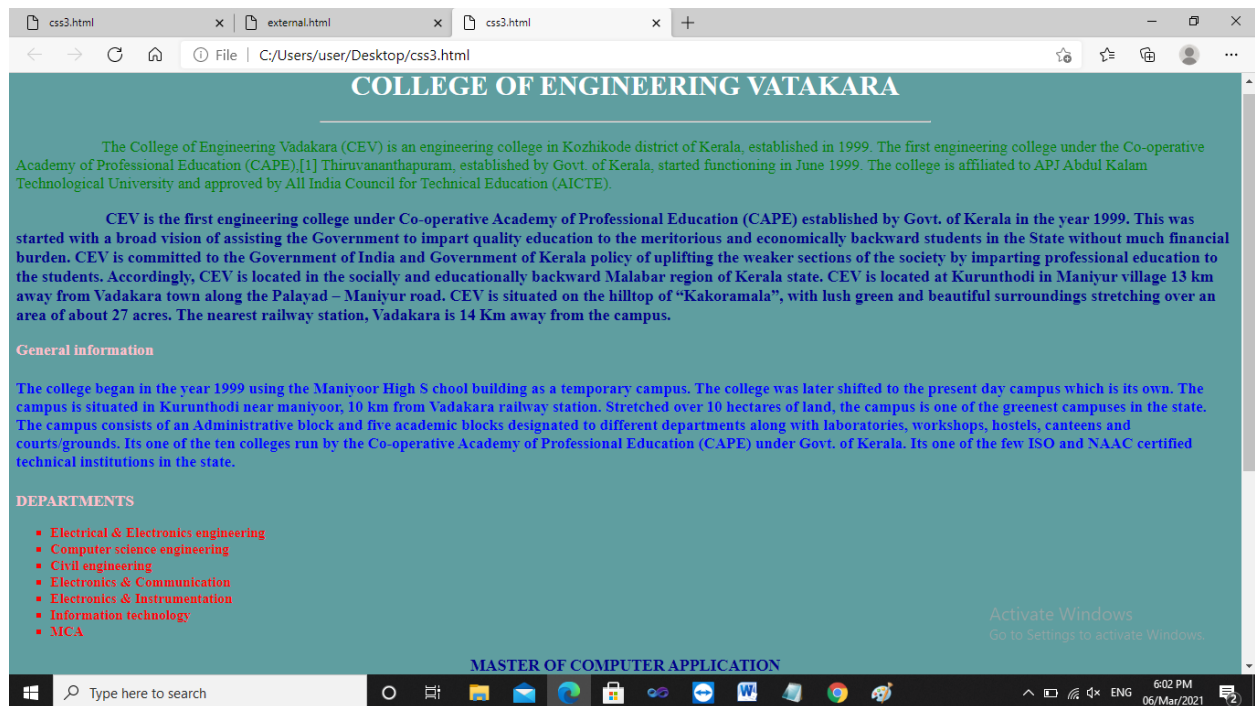 css3.html
external.html
css3.html
File | C:/Users/user/Desktop/css3.html
COLLEGE OF ENGINEERING VATAKARA
The College of Engineering Vadakara (CEV) is an engineering college in Kozhikode district of Kerala, established in 1999. The first engineering college under the Co-operative
Academy of Professional Education (CAPE),[1] Thiruvananthapuram, established by Govt. of Kerala, started functioning in June 1999. The college is affiliated to APJ Abdul Kalam
Technological University and approved by All India Council for Technical Education (AICTE).
CEV is the first engineering college under Co-operative Academy of Professional Education (CAPE) established by Govt. of Kerala in the year 1999. This was
started with a broad vision of assisting the Government to impart quality education to the meritorious and economically backward students in the State without much financial
burden. CEV is committed to the Government of India and Government of Kerala policy of uplifting the weaker sections of the society by imparting professional education to
the students. Accordingly, CEV is located in the socially and educationally backward Malabar region of Kerala state. CEV is located at Kurunthodi in Maniyur village 13 km
away from Vadakara town along the Palayad – Maniyur road. CEV is situated on the hilltop of “Kakoramala”, with lush green and beautiful surroundings stretching over an
area of about 27 acres. The nearest railway station, Vadakara is 14 Km away from the campus.
General information
The college began in the year 1999 using the Maniyoor High S chool building as a temporary campus. The college was later shifted to the present day campus which is its own. The
campus is situated in Kurunthodi near maniyoor, 10 km from Vadakara railway station. Stretched over 10 hectares of land, the campus is one of the greenest campuses in the state.
The campus consists of an Administrative block and five academic blocks designated to different departments along with laboratories, workshops, hostels, canteens and
courts/grounds. Its one of the ten colleges run by the Co-operative Academy of Professional Education (CAPE) under Govt. of Kerala. Its one of the few ISO and NAAC certified
technical institutions in the state.
DEPARTMENTS
Electrical & Electronics engineering
Computer science engineering
Civil engineering
Electronics & Communication
Electronics & Instrumentation
Information technology
MCA
Activate Windows
Go to Settings to activate Windows.
MASTER OF COMPUTER APPLICATION
Type here to search
ENG
6:02 PM
06/Mar/2021
2